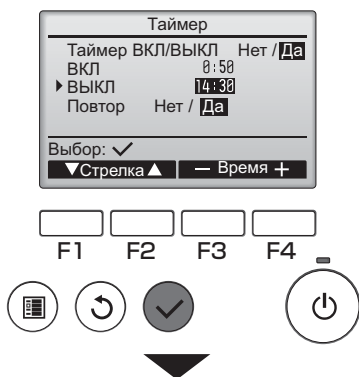 Таймер
Таймер ВКЛ/ВЫКЛ Нет / Да
ВКЛ 0:50
ВЫКЛ 14:30
Повтор Нет / Да
Выбор: ✓
▼Стрелка▲ − Время +
F1 F2 F3 F4